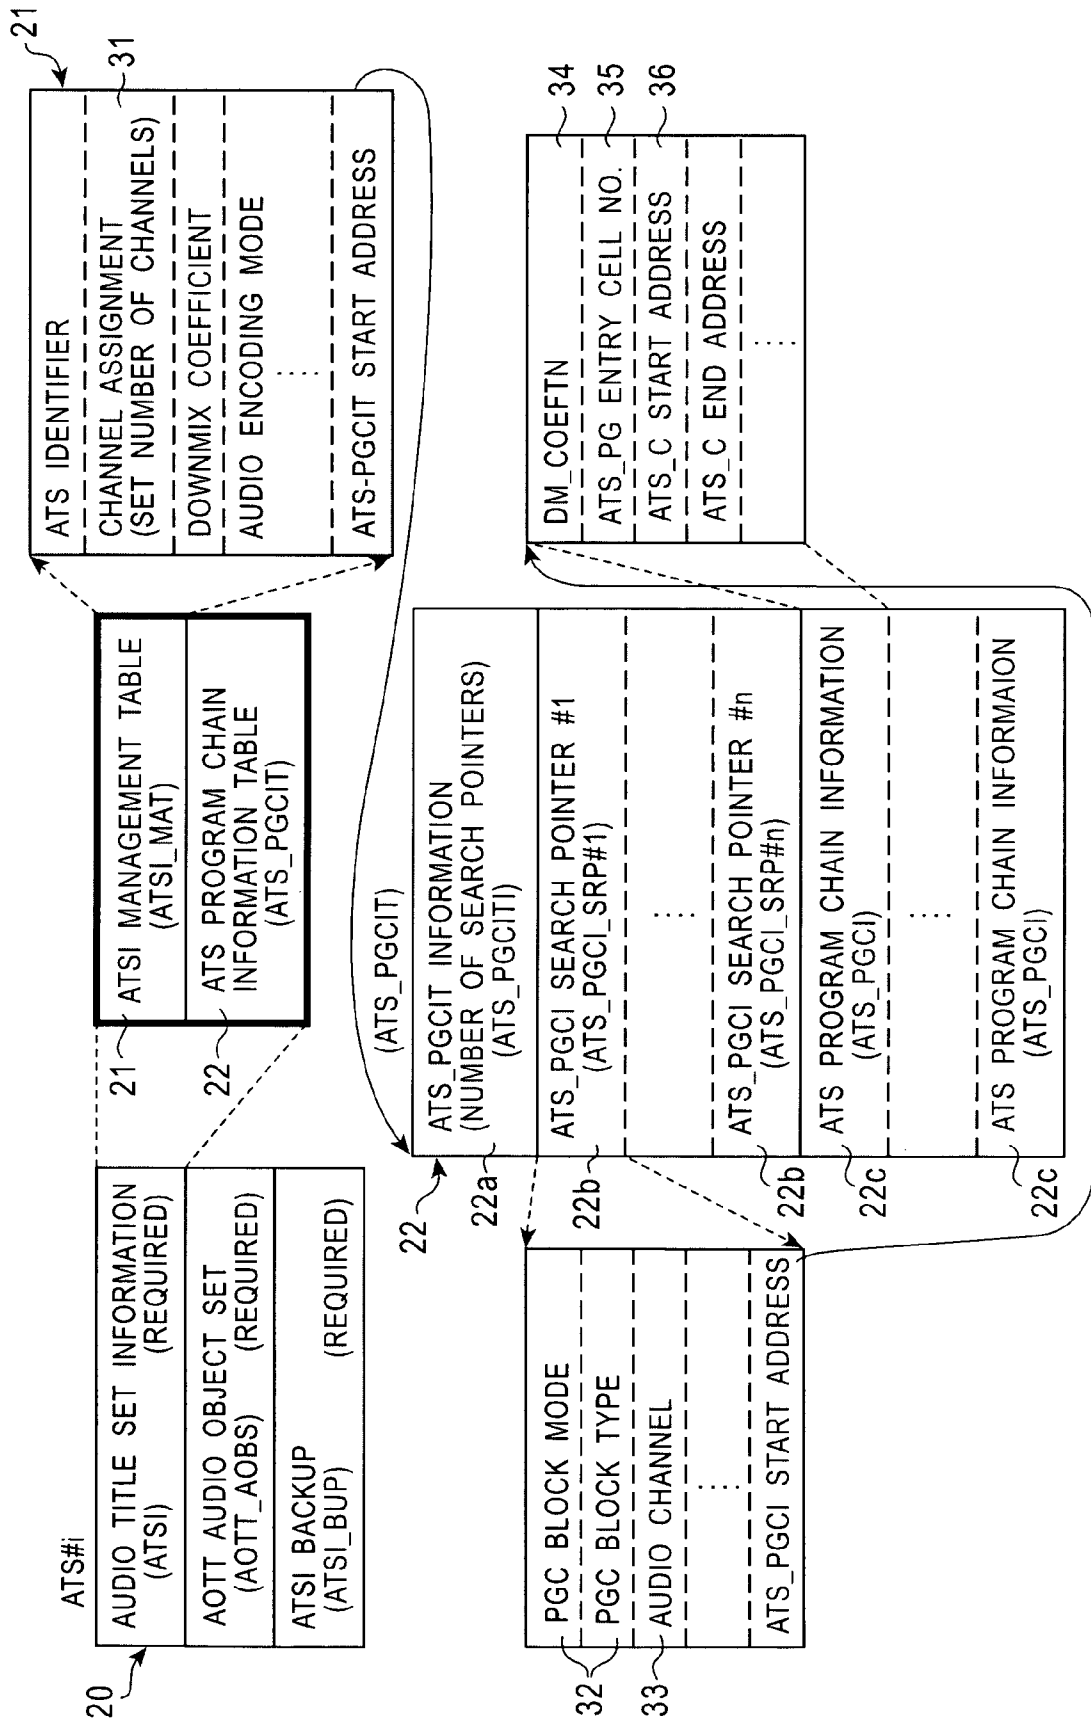 ATS#i
20
AUDIO TITLE SET INFORMATION
(ATSI) (REQUIRED)
AOTT AUDIO OBJECT SET
(AOTT_AOBS) (REQUIRED)
ATSI BACKUP
(ATSI_BUP) (REQUIRED)
21
ATSI MANAGEMENT TABLE
(ATSI_MAT)
22
ATS PROGRAM CHAIN
INFORMATION TABLE
(ATS_PGCIT)
21
ATS IDENTIFIER
CHANNEL ASSIGNMENT
(SET NUMBER OF CHANNELS)
31
DOWNMIX COEFFICIENT
AUDIO ENCODING MODE
.....
ATS-PGCIT START ADDRESS
32
PGC BLOCK MODE
PGC BLOCK TYPE
33
AUDIO CHANNEL
.....
ATS_PGCI START ADDRESS
(ATS_PGCIT)
22
22a
ATS_PGCIT INFORMATION
(NUMBER OF SEARCH POINTERS)
(ATS_PGCITI)
22b
ATS_PGCI SEARCH POINTER #1
(ATS_PGCI_SRP#1)
.....
22b
ATS_PGCI SEARCH POINTER #n
(ATS_PGCI_SRP#n)
22c
ATS PROGRAM CHAIN INFORMATION
(ATS_PGCI)
.....
22c
ATS PROGRAM CHAIN INFORMAION
(ATS_PGCI)
DM_COEFTN
34
ATS_PG ENTRY CELL NO.
35
ATS_C START ADDRESS
36
ATS_C END ADDRESS
.....